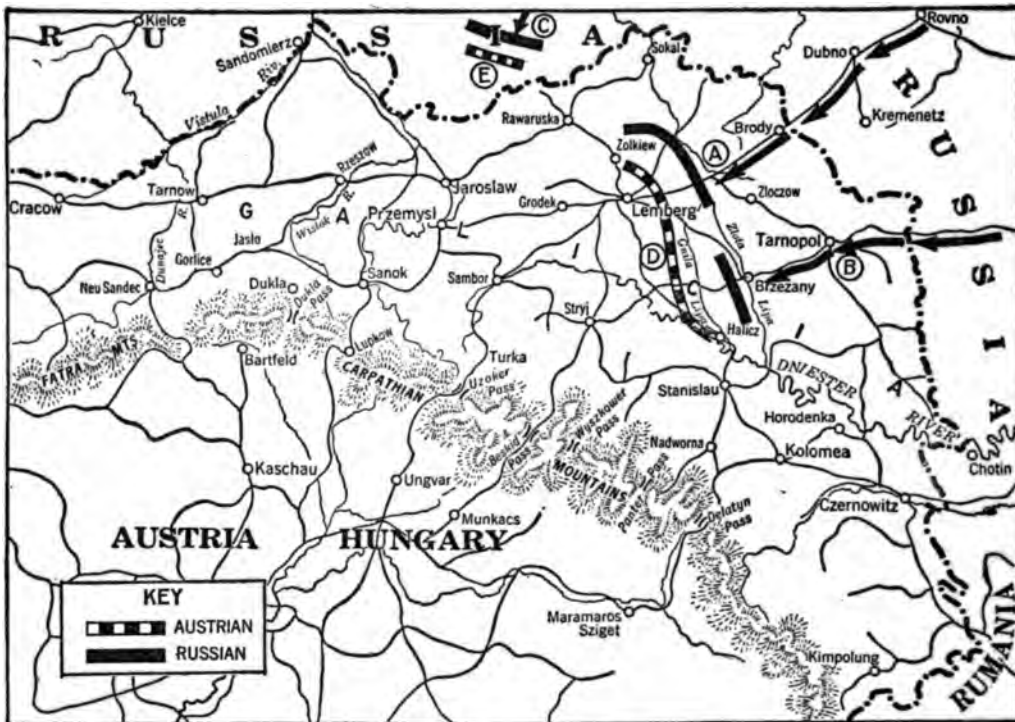 RUSSIA
Kielce
Sandomierz
Vistula
Riv.
C
E
Sokal
Rovno
Dubno
RUSSIA
Kremenetz
Brody
Rawaruska
Zolkiew
A
Zloczow
Rzeszow
Jaroslaw
Cracow
Tarnow
R.
GALICIA
Wislok
R.
Przemysl
Grodek
Lemberg
Zlota
Tarnopol
B
Dunajec
Jaslo
Gorlice
Sanok
Sambor
D
Gnila
Lipa
Brzezany
Lipa
Neu Sandec
Dukla
Dukla
Pass
Stryj
Halicz
FATRA MTS
Bartfeld
Lupkow
CARPATHIAN
Turka
Uzoker
Pass
Stanislau
DNIESTER
RIVER
Beskid
Pass
Wyszkower
Pass
Horodenka
Kaschau
Ungvar
MOUNTAINS
Nadworna
Kolomea
Chotin
Pantyr
Pass
Delatyn
Pass
Czernowitz
Munkacs
AUSTRIA HUNGARY
KEY
AUSTRIAN
RUSSIAN
Maramaros
Sziget
Kimpolung
RUMANIA